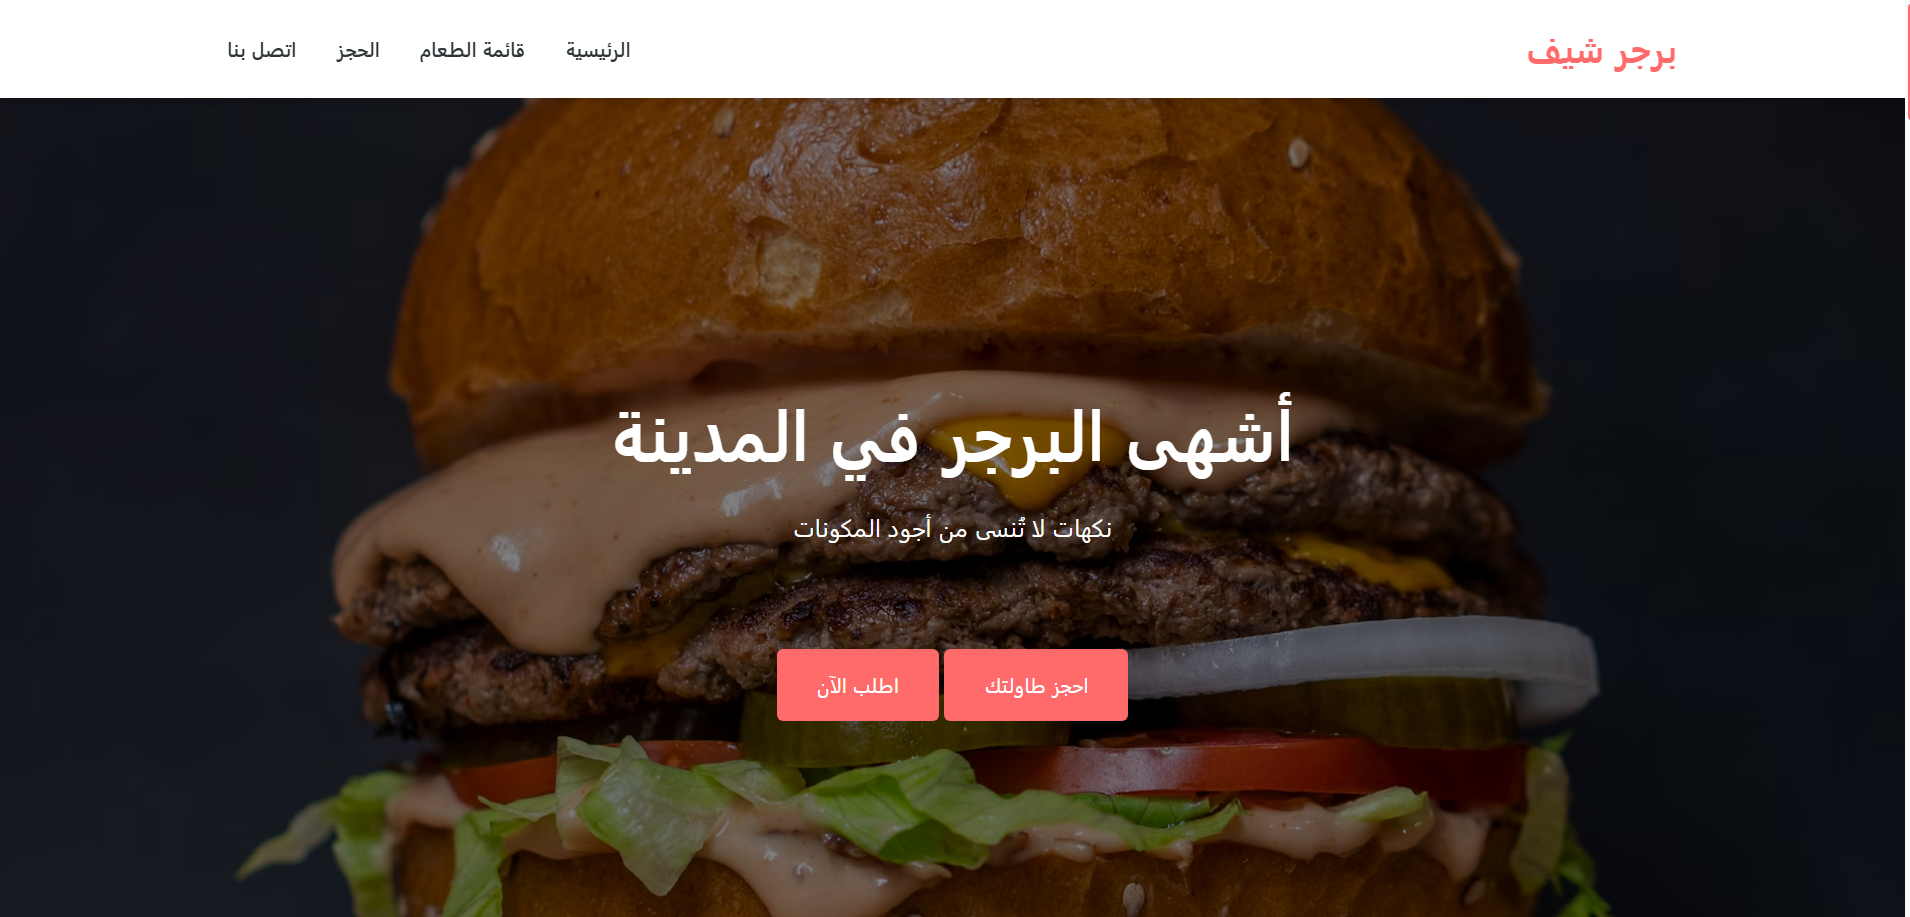 برجر شيف
الرئيسية قائمة الطعام الحجز اتصل بنا
أشهى البرجر في المدينة
نكهات لا تُنسى من أجود المكونات
احجز طاولتك
اطلب الآن